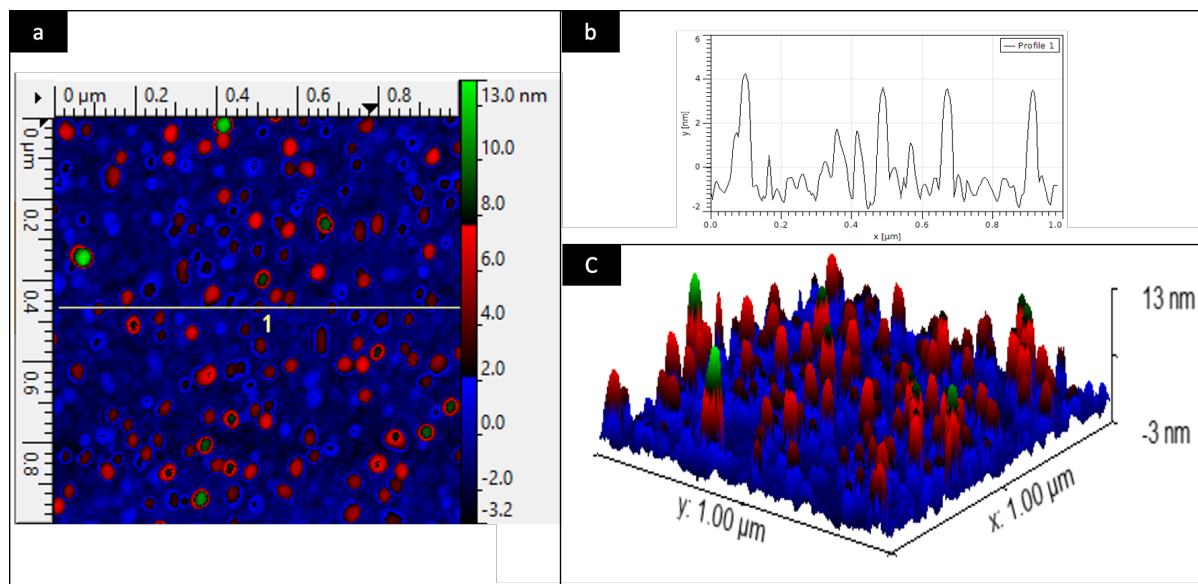 a
0 µm 0.2 0.4 0.6 0.8
0 µm
0.2
0.4
0.6
0.8
1
13.0 nm
10.0
8.0
6.0
4.0
2.0
0.0
-2.0
-3.2
b
Profile 1
6
4
2
0
-2
y [nm]
0.0 0.2 0.4 0.6 0.8 1.0
x [µm]
C
13 nm
-3 nm
y: 1.00 µm
x: 1.00 µm